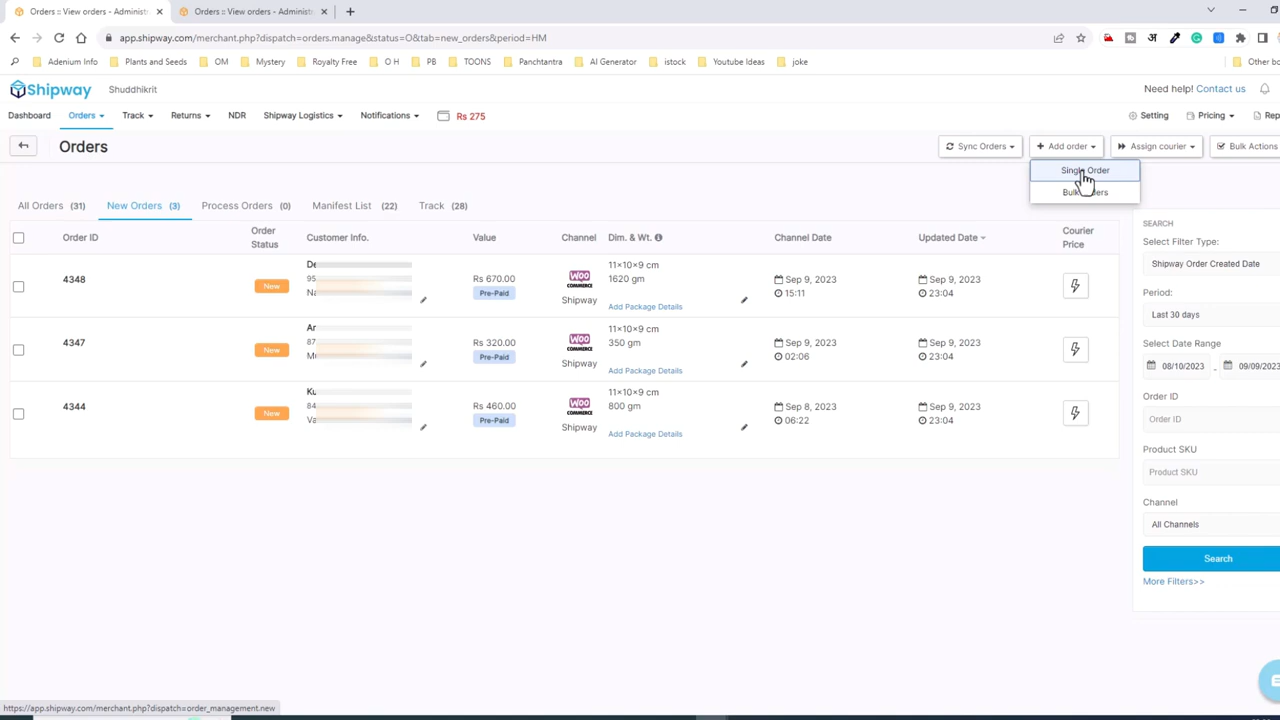 Orders :: View orders - Administ
Orders :: View orders - Administ
app.shipway.com/merchant.php?dispatch=orders.manage&status=O&tab=new_orders&period=HM
Adenium Info
Plants and Seeds
OM
Mystery
Royalty Free
O H
PB
TOONS
Panchtantra
AI Generator
istock
Youtube Ideas
joke
Other bo
Shipway
Shuddhikrit
Need help! Contact us
Dashboard
Orders
Track
Returns
NDR
Shipway Logistics
Notifications
Rs 275
Setting
Pricing
Rep
Orders
Sync Orders
Add order
Assign courier
Bulk Actions
Single Order
All Orders (31)
New Orders (3)
Process Orders (0)
Manifest List (22)
Track (28)
Order ID
Order Status
Customer Info.
Value
Channel
Dim. & Wt.
Channel Date
Updated Date
Courier Price
4348
New
De
95
Na
Rs 670.00
Pre-Paid
WOO
COMMERCE
Shipway
11×10×9 cm
1620 gm
Add Package Details
Sep 9, 2023
15:11
Sep 9, 2023
23:04
4347
New
Ar
87
Rs 320.00
Pre-Paid
WOO
COMMERCE
Shipway
11×10×9 cm
350 gm
Add Package Details
Sep 9, 2023
02:06
Sep 9, 2023
23:04
4344
New
Ku
84
Va
Rs 460.00
Pre-Paid
WOO
COMMERCE
Shipway
11×10×9 cm
800 gm
Add Package Details
Sep 8, 2023
06:22
Sep 9, 2023
23:04
SEARCH
Select Filter Type:
Shipway Order Created Date
Period:
Last 30 days
Select Date Range
08/10/2023 - 09/09/2023
Order ID
Order ID
Product SKU
Product SKU
Channel
All Channels
Search
More Filters>>
https://app.shipway.com/merchant.php?dispatch=order_management.new